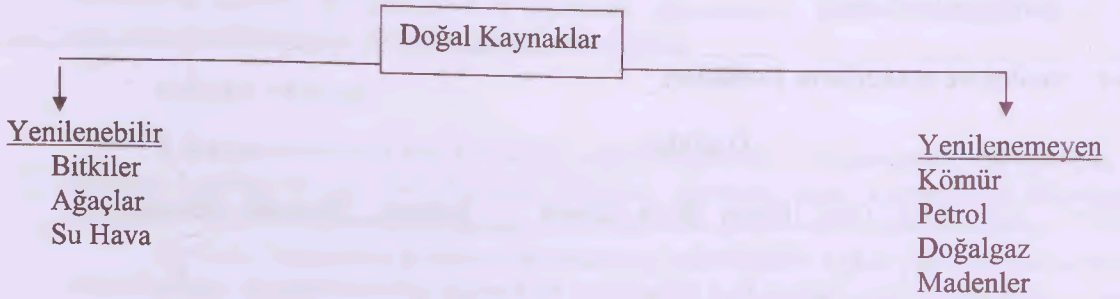 Doğal Kaynaklar
Yenilenebilir
Bitkiler
Ağaçlar
Su Hava
Yenilenemeyen
Kömür
Petrol
Doğalgaz
Madenler